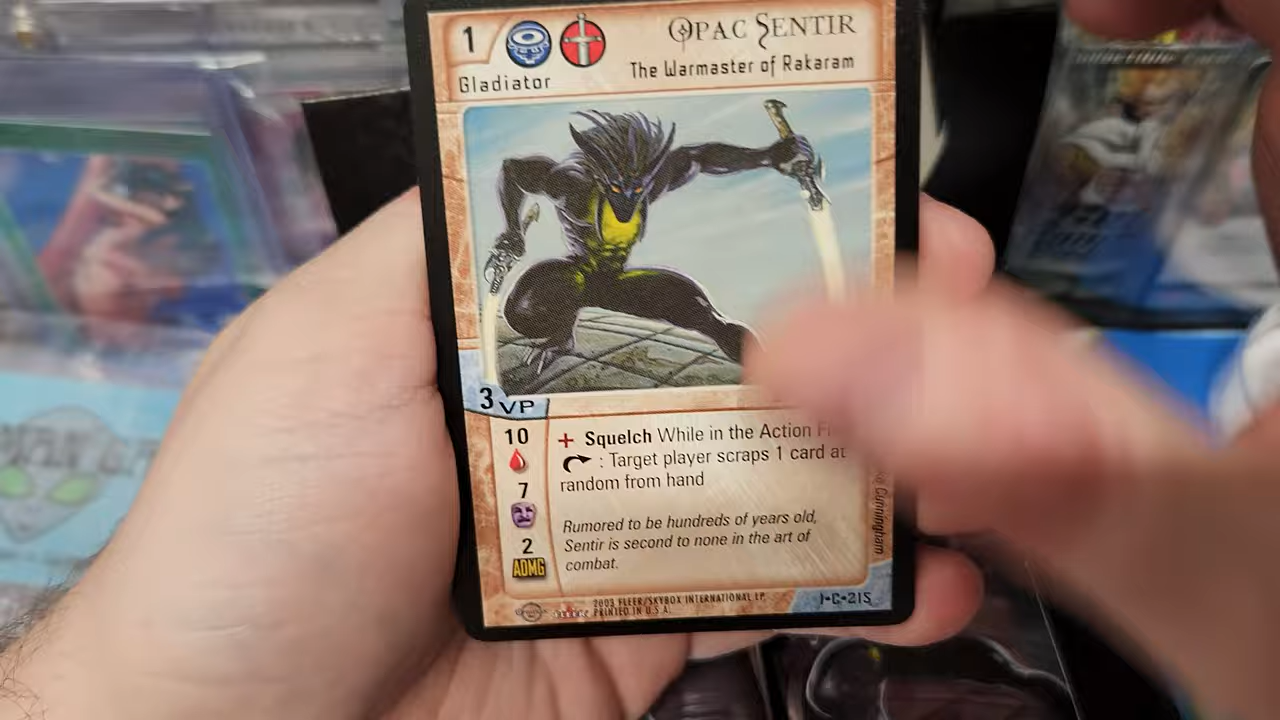 1
Gladiator
OPAC SENTIR
The Warmaster of Rakaram
3 VP
10
7
2
ADMG
+ Squelch While in the Action
: Target player scraps 1 card at
random from hand
Rumored to be hundreds of years old,
Sentir is second to none in the art of
combat.
Cunningham
2003 FLEER/SKYBOX INTERNATIONAL LP.
FLEER PRINTED IN U.S.A.
1•C•215